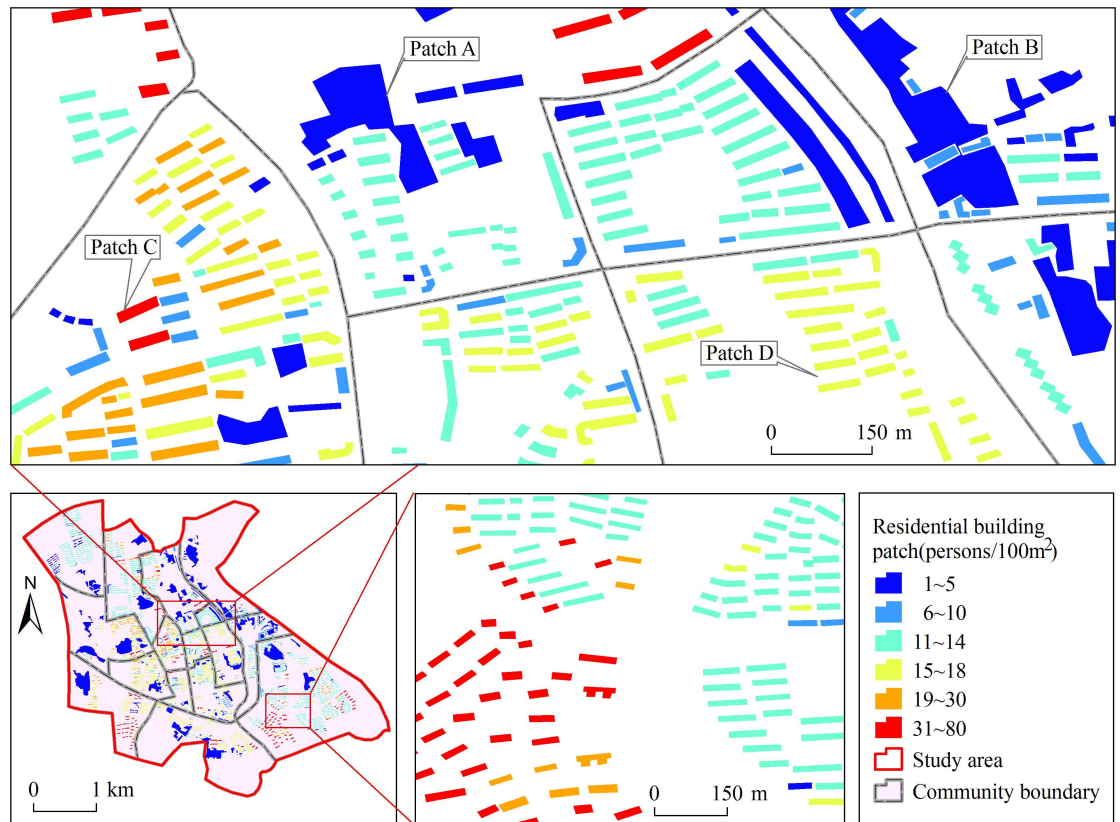 Patch A
Patch B
Patch C
Patch D
0 150 m
N
0 1 km
0 150 m
Residential building
patch(persons/100m²)
1~5
6~10
11~14
15~18
19~30
31~80
Study area
Community boundary